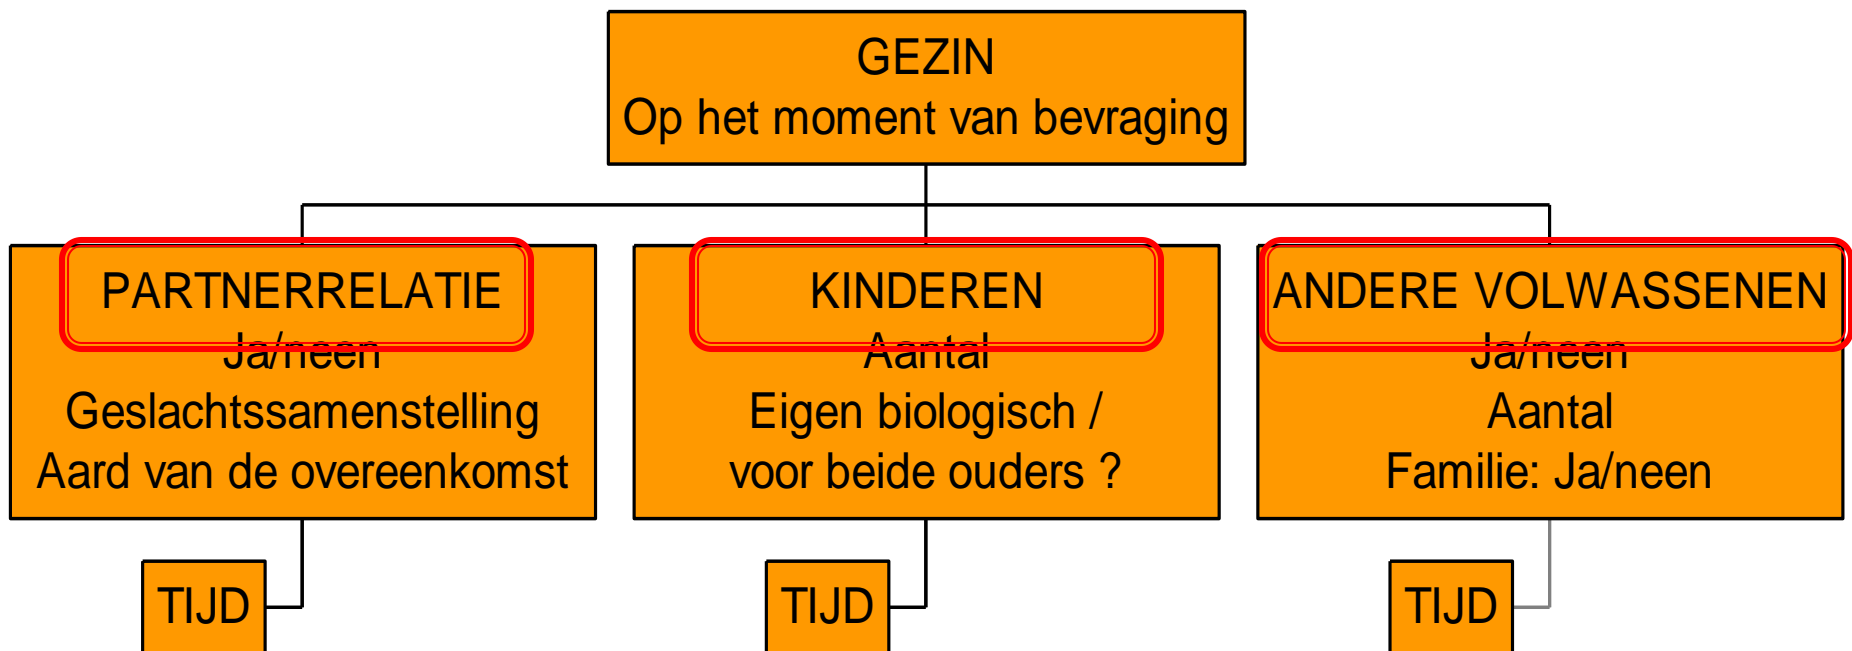 GEZIN
Op het moment van bevraging
PARTNERRELATIE
Ja/neen
Geslachtssamenstelling
Aard van de overeenkomst
KINDEREN
Aantal
Eigen biologisch /
voor beide ouders ?
ANDERE VOLWASSENEN
Ja/neen
Aantal
Familie: Ja/neen
TIJD
TIJD
TIJD